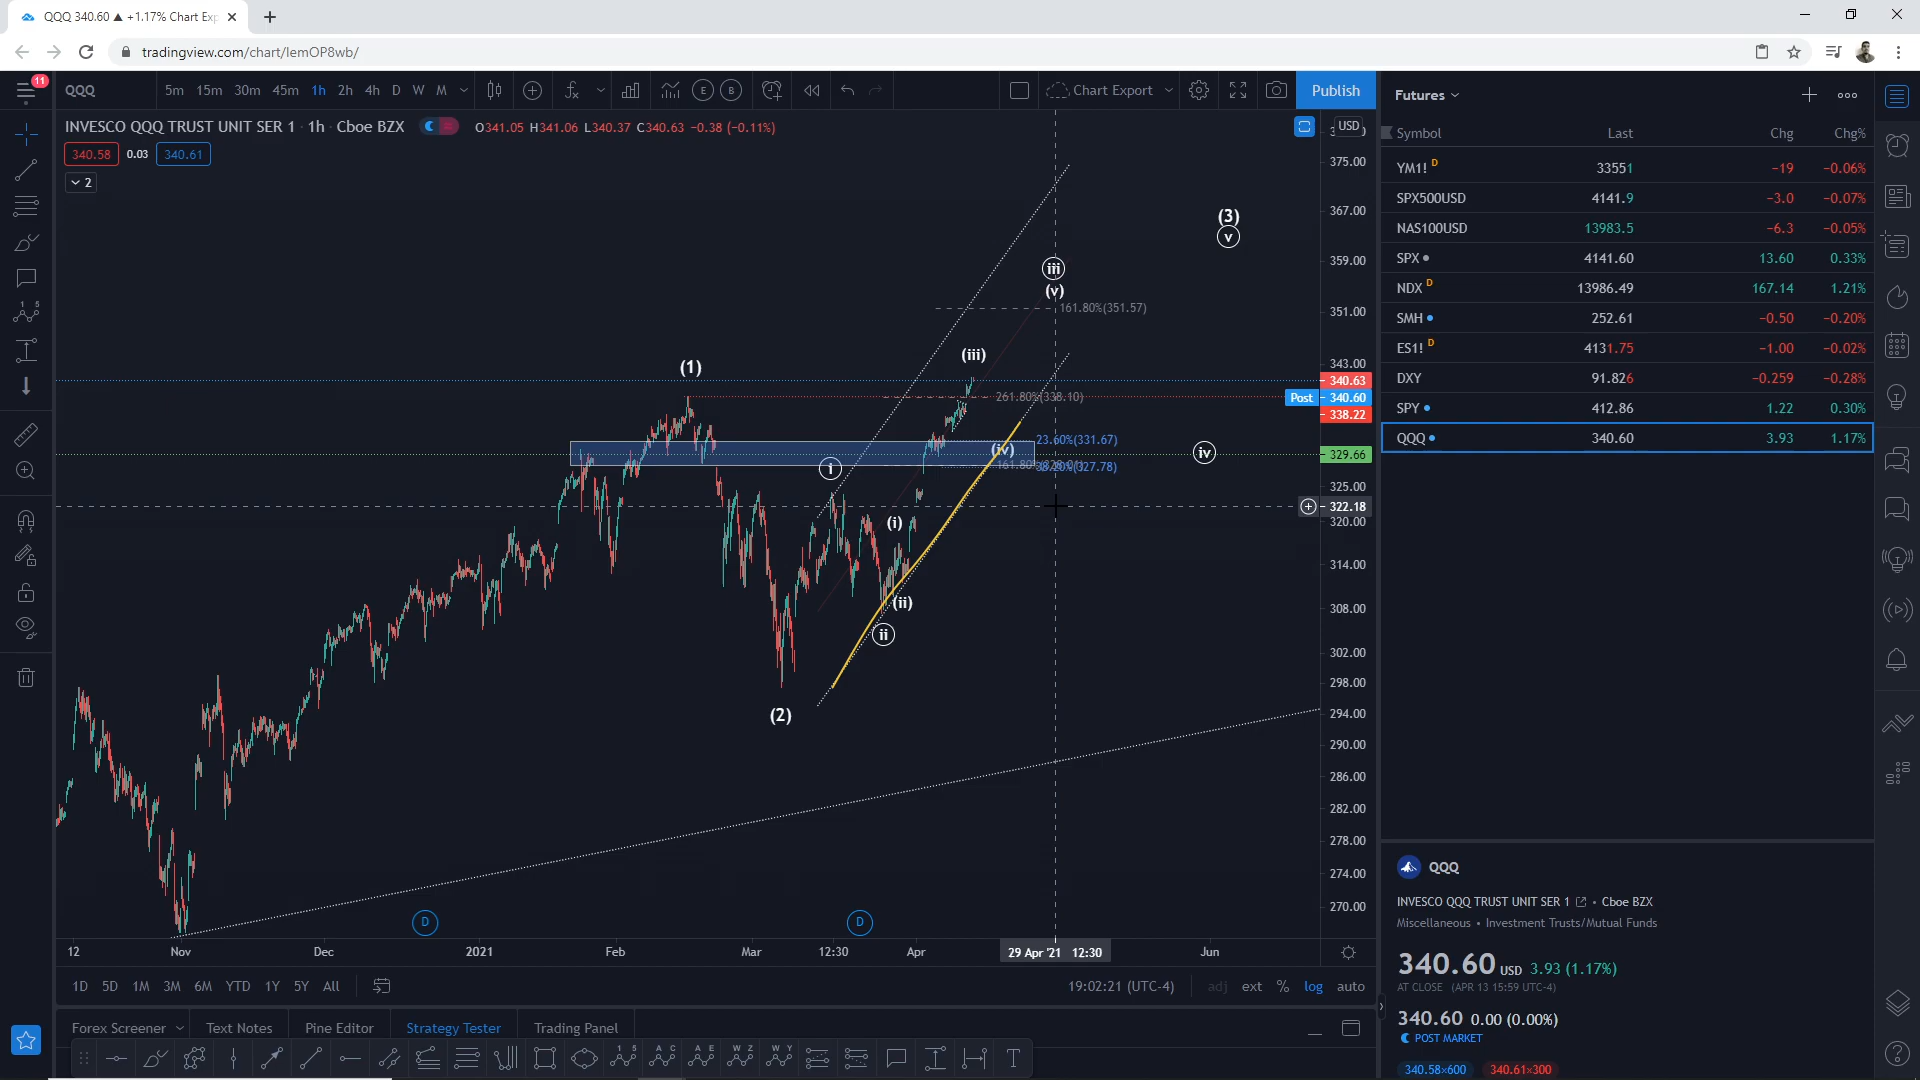 QQQ 340.60 ▲ +1.17% Chart Exp
tradingview.com/chart/IemOP8wb/
11
QQQ
5m 15m 30m 45m 1h 2h 4h D W M
E B
Chart Export
Publish
INVESCO QQQ TRUST UNIT SER 1 · 1h · Cboe BZX
O341.05 H341.06 L340.37 C340.63 −0.38 (−0.11%)
340.58 0.03 340.61
2
USD
375.00
367.00
359.00
351.00
343.00
340.63
Post 340.60
338.22
329.66
325.00
322.18
320.00
314.00
308.00
302.00
298.00
294.00
290.00
286.00
282.00
278.00
274.00
270.00
(3)
v
iii
(v)
161.80%(351.57)
(iii)
(1)
261.80%(338.10)
23.60%(331.67)
(iv)
iv
38.20%(327.78)
i
(i)
(ii)
ii
(2)
D D
12 Nov Dec 2021 Feb Mar 12:30 Apr 29 Apr '21 12:30 Jun
1D 5D 1M 3M 6M YTD 1Y 5Y All
19:02:21 (UTC-4) adj ext % log auto
Forex Screener Text Notes Pine Editor Strategy Tester Trading Panel
Futures
Symbol Last Chg Chg%
YM1! D 33551 −19 −0.06%
SPX500USD 4141.9 −3.0 −0.07%
NAS100USD 13983.5 −6.3 −0.05%
SPX 4141.60 13.60 0.33%
NDX D 13986.49 167.14 1.21%
SMH 252.61 −0.50 −0.20%
ES1! D 4131.75 −1.00 −0.02%
DXY 91.826 −0.259 −0.28%
SPY 412.86 1.22 0.30%
QQQ 340.60 3.93 1.17%
QQQ
INVESCO QQQ TRUST UNIT SER 1 • Cboe BZX
Miscellaneous • Investment Trusts/Mutual Funds
340.60 USD 3.93 (1.17%)
AT CLOSE (APR 13 15:59 UTC-4)
340.60 0.00 (0.00%)
POST MARKET
340.58×600 340.61×300